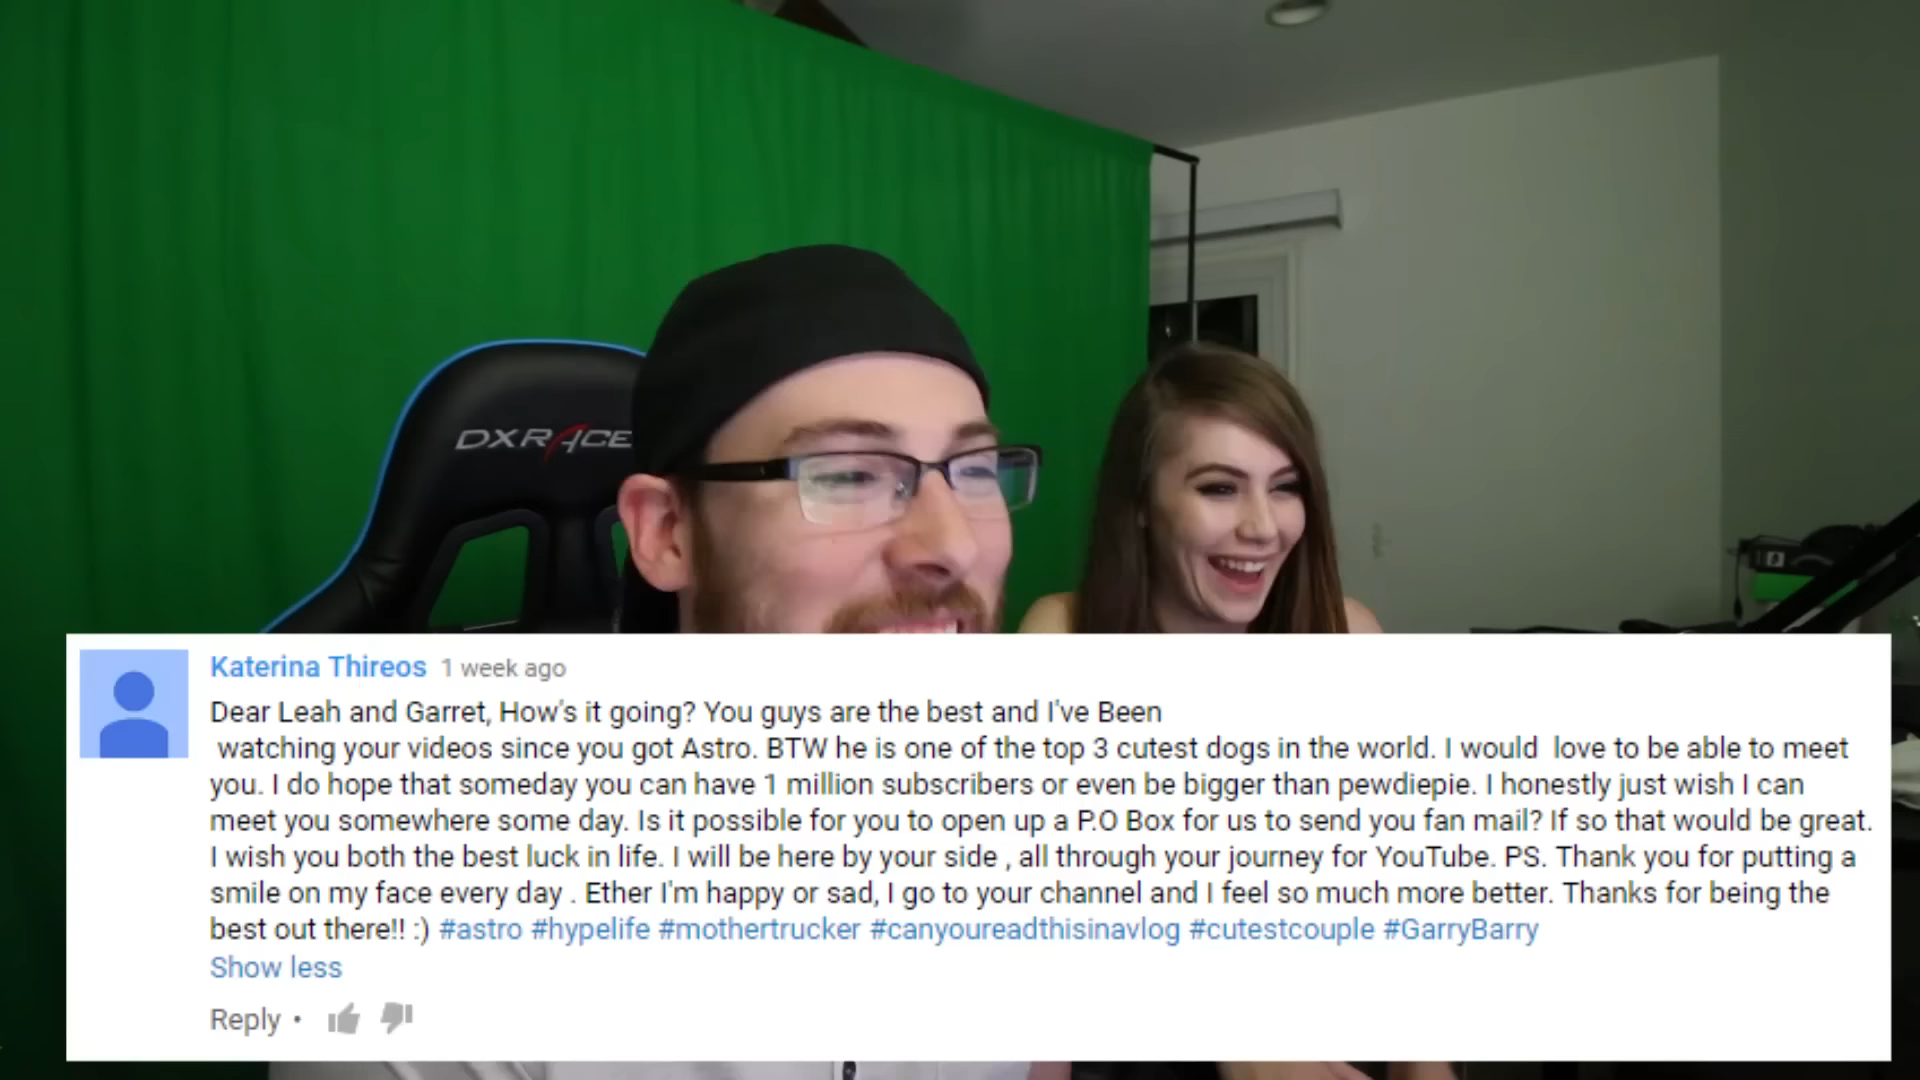 DXRACE
Katerina Thireos 1 week ago
Dear Leah and Garret, How's it going? You guys are the best and I've Been
watching your videos since you got Astro. BTW he is one of the top 3 cutest dogs in the world. I would love to be able to meet
you. I do hope that someday you can have 1 million subscribers or even be bigger than pewdiepie. I honestly just wish I can
meet you somewhere some day. Is it possible for you to open up a P.O Box for us to send you fan mail? If so that would be great.
I wish you both the best luck in life. I will be here by your side , all through your journey for YouTube. PS. Thank you for putting a
smile on my face every day . Ether I'm happy or sad, I go to your channel and I feel so much more better. Thanks for being the
best out there!! :) #astro #hypelife #mothertrucker #canyoureadthisinavlog #cutestcouple #GarryBarry
Show less
Reply •